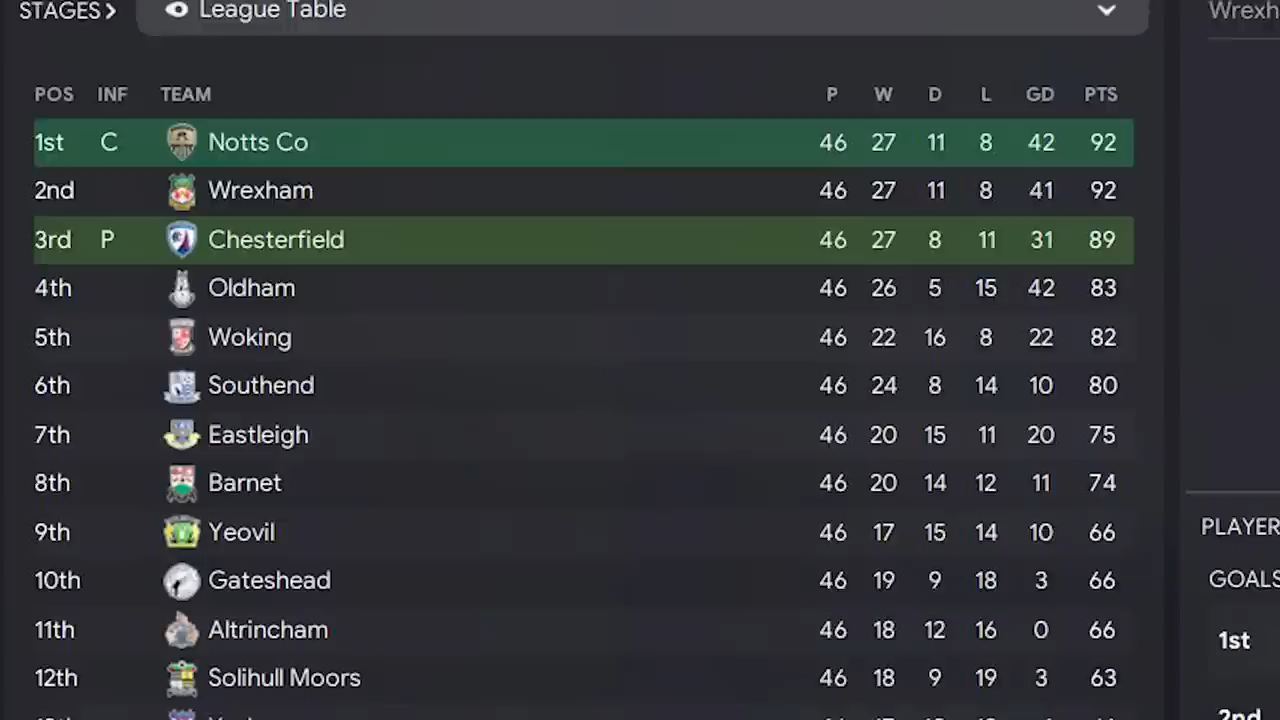 STAGES> League Table
Wrexh
POS INF TEAM P W D L GD PTS
1st C Notts Co 46 27 11 8 42 92
2nd Wrexham 46 27 11 8 41 92
3rd P Chesterfield 46 27 8 11 31 89
4th Oldham 46 26 5 15 42 83
5th Woking 46 22 16 8 22 82
6th Southend 46 24 8 14 10 80
7th Eastleigh 46 20 15 11 20 75
8th Barnet 46 20 14 12 11 74
9th Yeovil 46 17 15 14 10 66
10th Gateshead 46 19 9 18 3 66
11th Altrincham 46 18 12 16 0 66
12th Solihull Moors 46 18 9 19 3 63
PLAYER
GOALS
1st
2nd